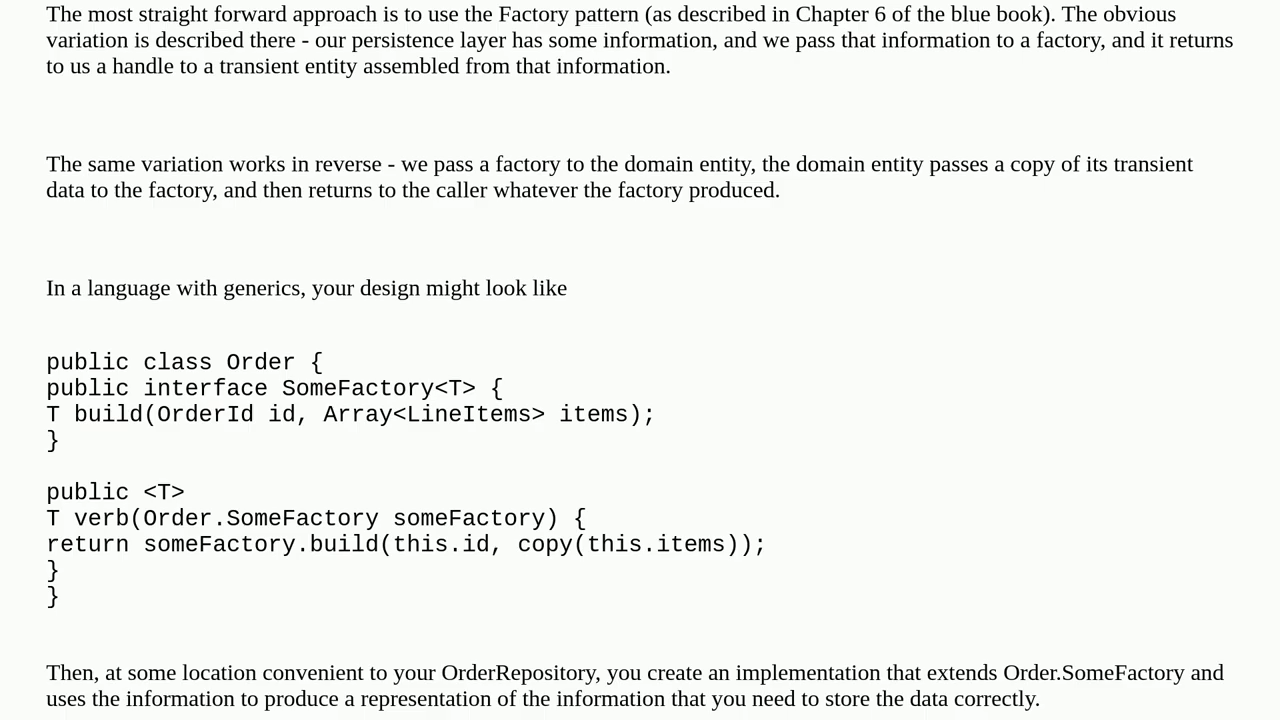 The most straight forward approach is to use the Factory pattern (as described in Chapter 6 of the blue book). The obvious
variation is described there - our persistence layer has some information, and we pass that information to a factory, and it returns
to us a handle to a transient entity assembled from that information.
The same variation works in reverse - we pass a factory to the domain entity, the domain entity passes a copy of its transient
data to the factory, and then returns to the caller whatever the factory produced.
In a language with generics, your design might look like
public class Order {
public interface SomeFactory<T> {
T build(OrderId id, Array<LineItems> items);
}
public <T>
T verb(Order.SomeFactory someFactory) {
return someFactory.build(this.id, copy(this.items));
}
}
Then, at some location convenient to your OrderRepository, you create an implementation that extends Order.SomeFactory and
uses the information to produce a representation of the information that you need to store the data correctly.